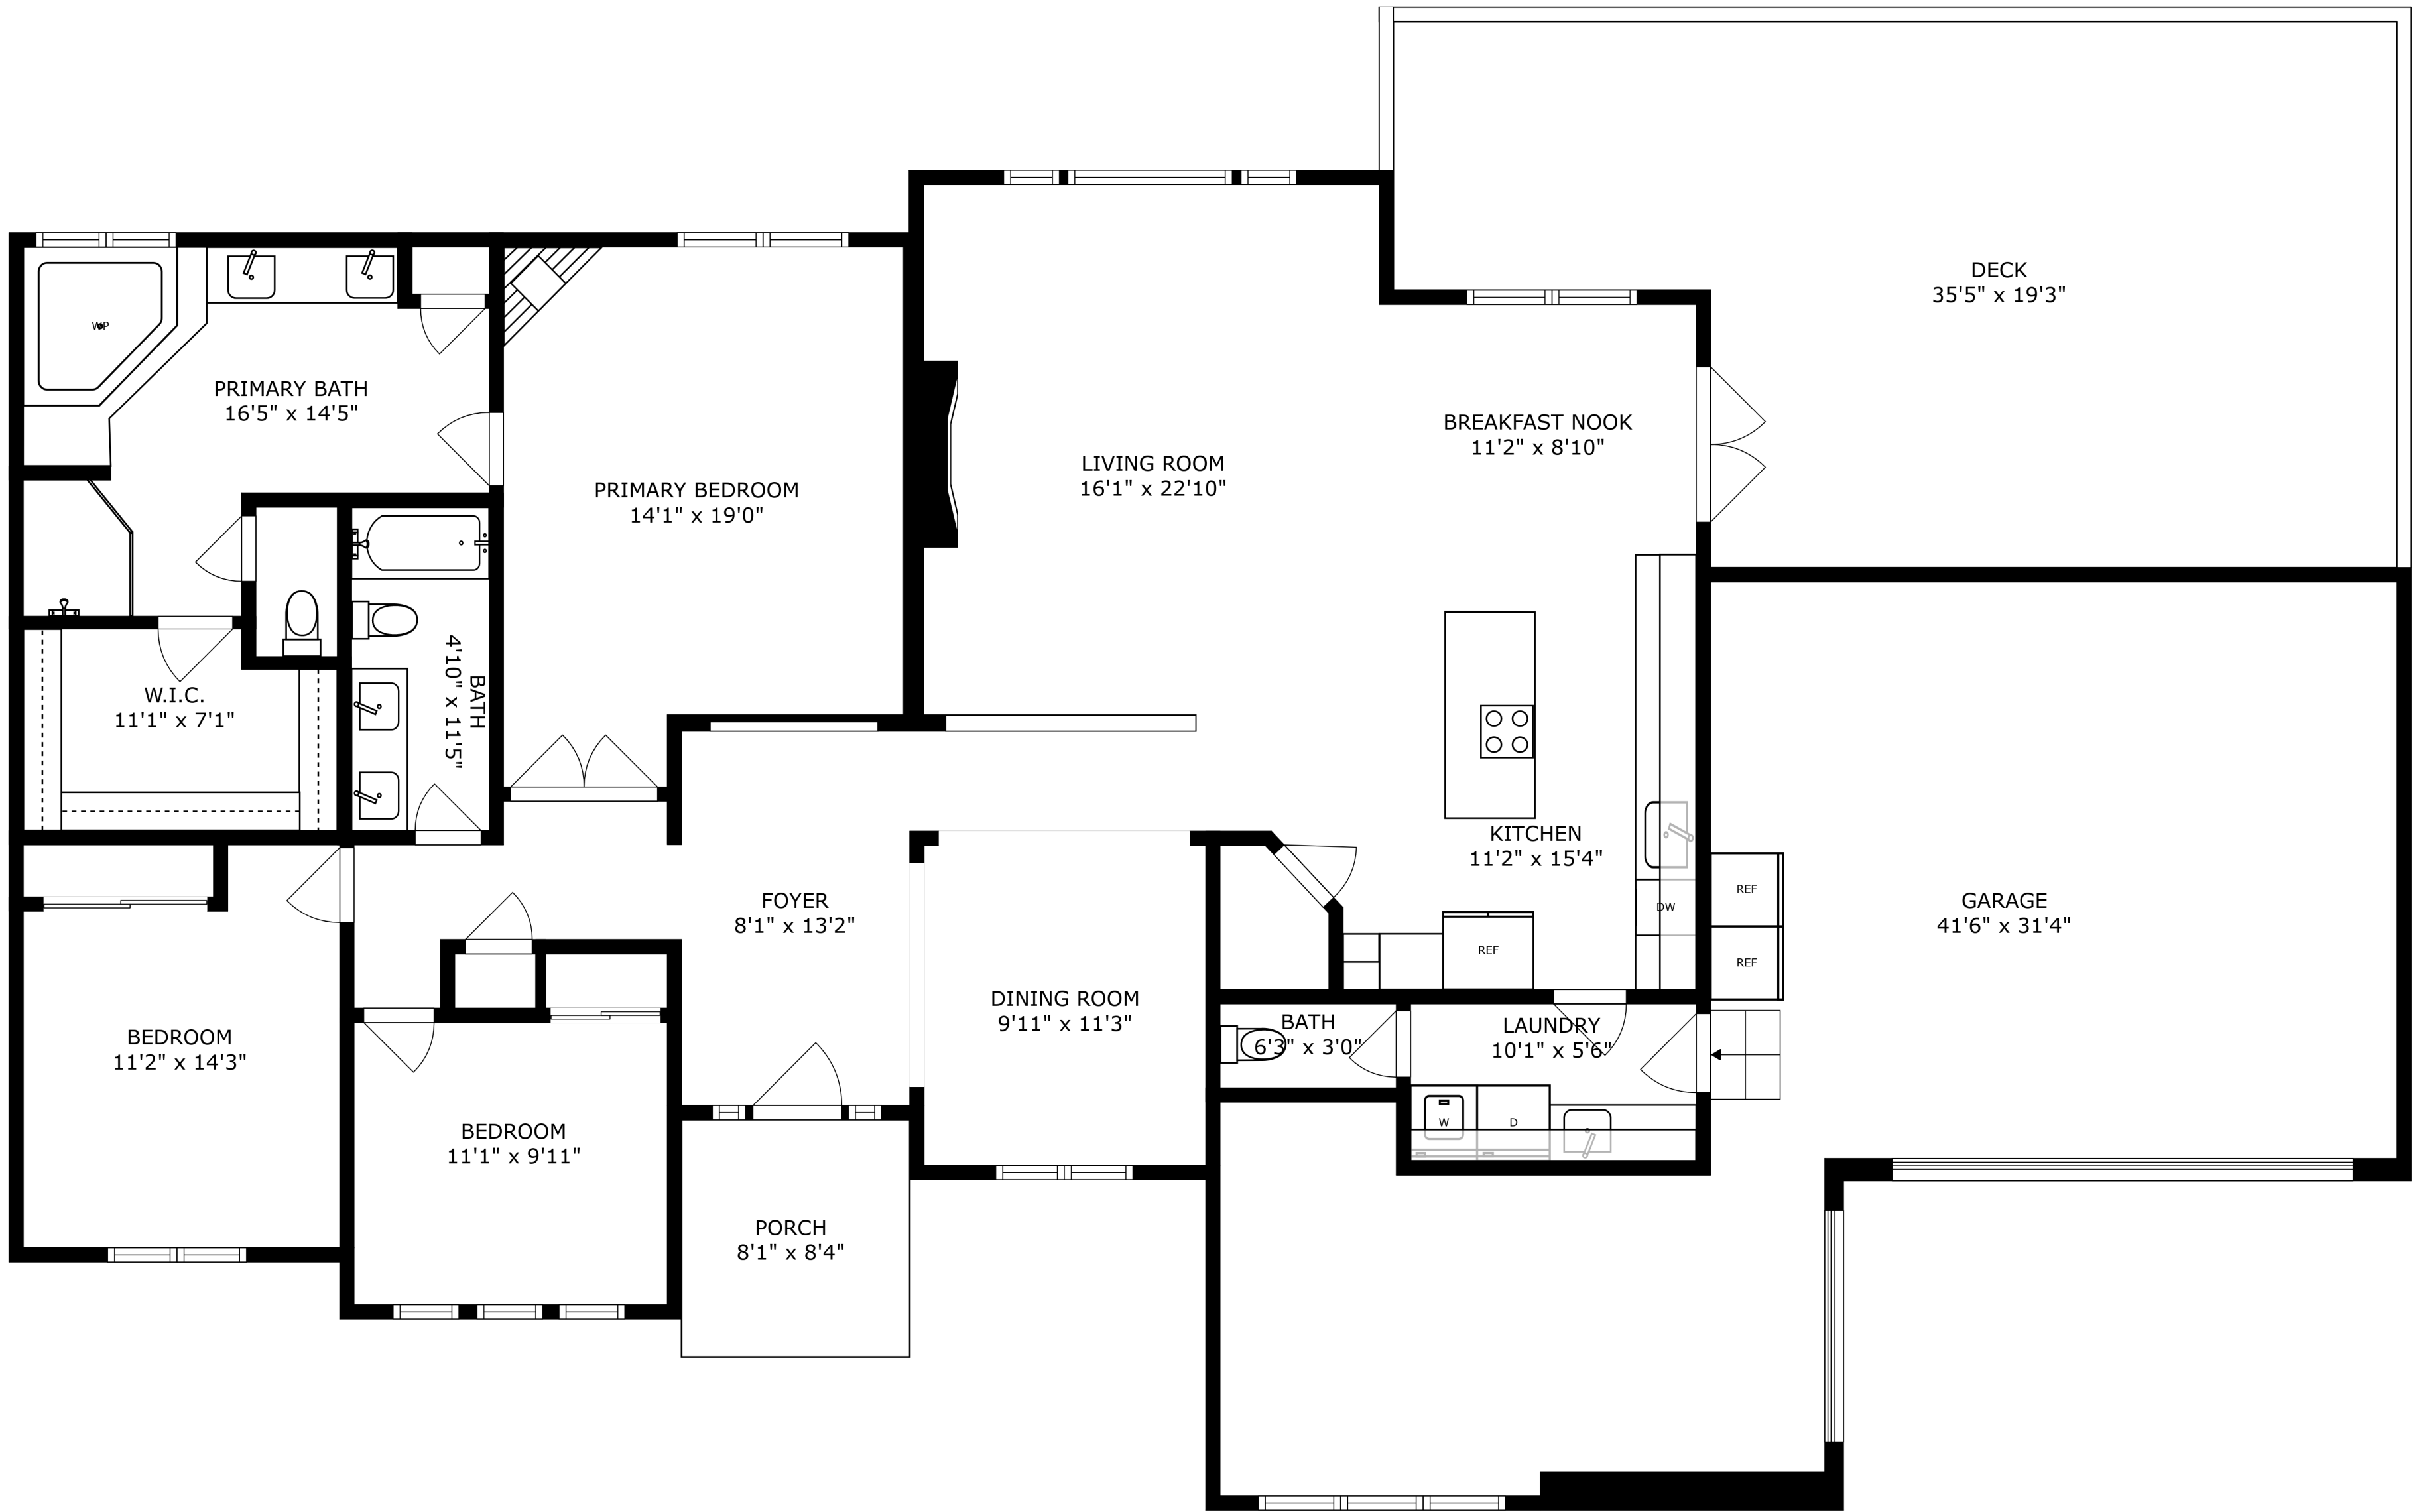 DECK
35'5" x 19'3"
WP
PRIMARY BATH
16'5" x 14'5"
BREAKFAST NOOK
11'2" x 8'10"
LIVING ROOM
16'1" x 22'10"
PRIMARY BEDROOM
14'1" x 19'0"
W.I.C.
11'1" x 7'1"
BATH
4'10" x 11'5"
KITCHEN
11'2" x 15'4"
REF
DW
REF
REF
FOYER
8'1" x 13'2"
GARAGE
41'6" x 31'4"
DINING ROOM
9'11" x 11'3"
BATH
6'3" x 3'0"
LAUNDRY
10'1" x 5'6"
BEDROOM
11'2" x 14'3"
W
D
BEDROOM
11'1" x 9'11"
PORCH
8'1" x 8'4"